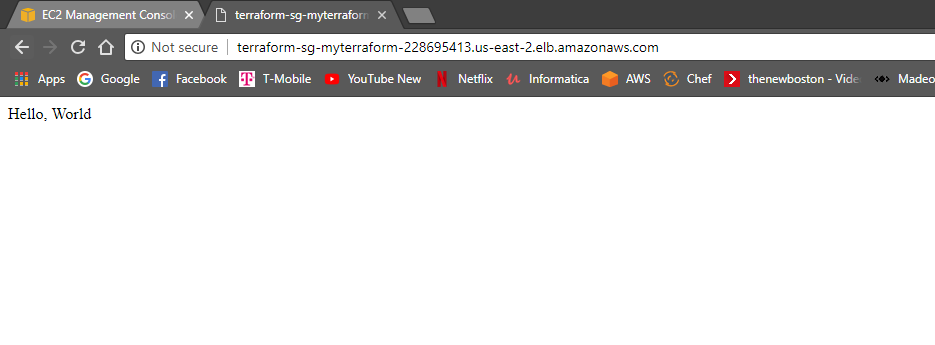 EC2 Management Consol
terraform-sg-myterraform
Not secure terraform-sg-myterraform-228695413.us-east-2.elb.amazonaws.com
Apps Google Facebook T-Mobile YouTube New Netflix Informatica AWS Chef thenewboston - Vide Madeo
Hello, World